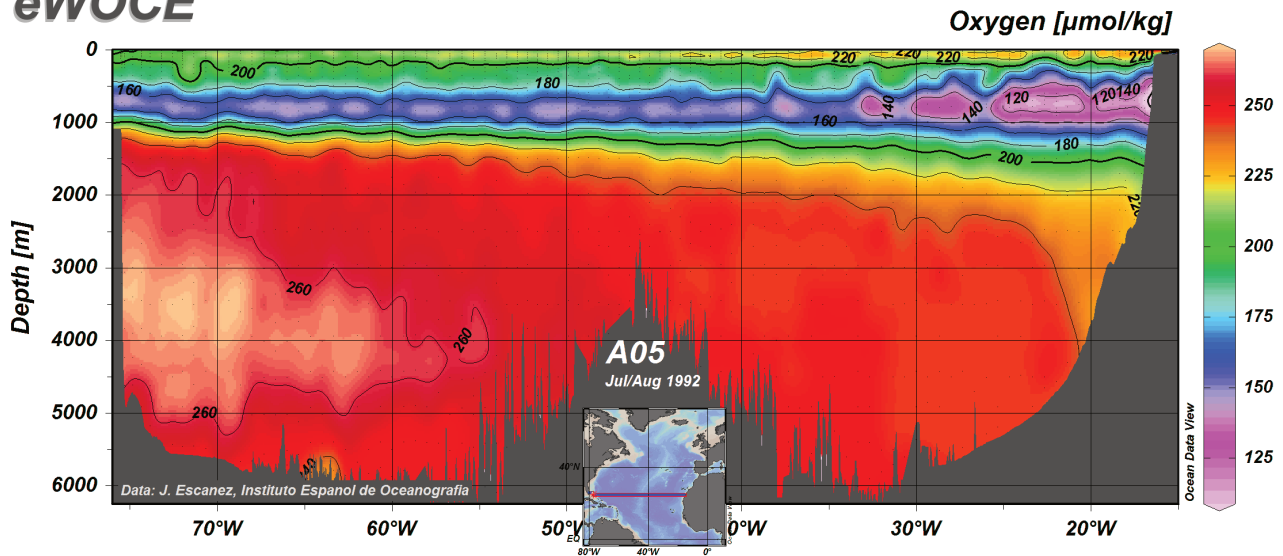 eWOCE
Oxygen [µmol/kg]
0
1000
2000
3000
4000
5000
6000
Depth [m]
200
160
180
220
220
220
220
140
140
120
120
140
160
180
200
220
260
260
260
140
A05
Jul/Aug 1992
Data: J. Escanez, Instituto Espanol de Oceanografia
70°W
60°W
50°W
0°W
30°W
20°W
40°N
EQ
80°W
40°W
0°
250
225
200
175
150
125
Ocean Data View